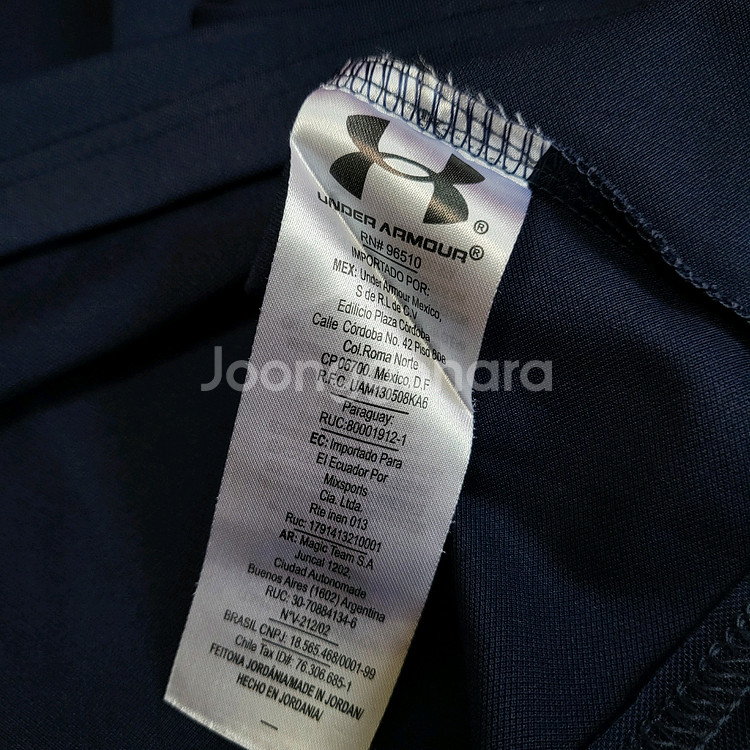 UNDER ARMOUR®
RN# 96510
IMPORTADO POR:
MEX: Under Armour Mexico,
S de R.L de C.V
Edificio Plaza Córdoba
Calle Córdoba No. 42 Piso
Col.Roma Norte
CP 06700. México, D.F
R.F.C. UAM130508KA6
Paraguay:
RUC:80001912-1
EC: Importado Para
El Ecuador Por
Mixsports
Cia. Ltda.
Rie inen 013
Ruc: 1791413210001
AR: Magic Team S.A
Juncal 1202,
Ciudad Autonomade
Buenos Aires (1602) Argentina
RUC: 30-70884134-6
N°V-212/02
BRASIL CNPJ: 18.565.468/0001-99
Chile Tax ID#: 76.306.685-1
FEITONA JORDÂNIA/MADE IN JORDAN/
HECHO EN JORDANIA/